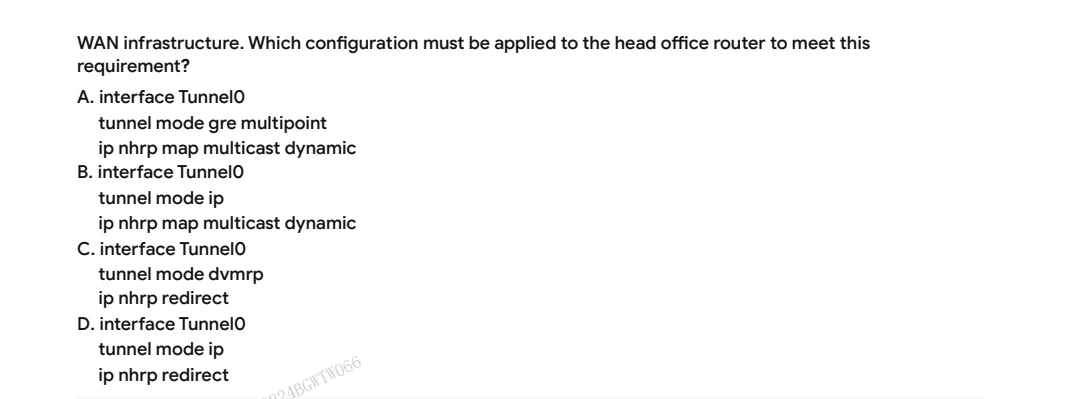 WAN infrastructure. Which configuration must be applied to the head office router to meet this
requirement?
A. interface Tunnel0
tunnel mode gre multipoint
ip nhrp map multicast dynamic
B. interface Tunnel0
tunnel mode ip
ip nhrp map multicast dynamic
C. interface Tunnel0
tunnel mode dvmrp
ip nhrp redirect
D. interface Tunnel0
tunnel mode ip
ip nhrp redirect